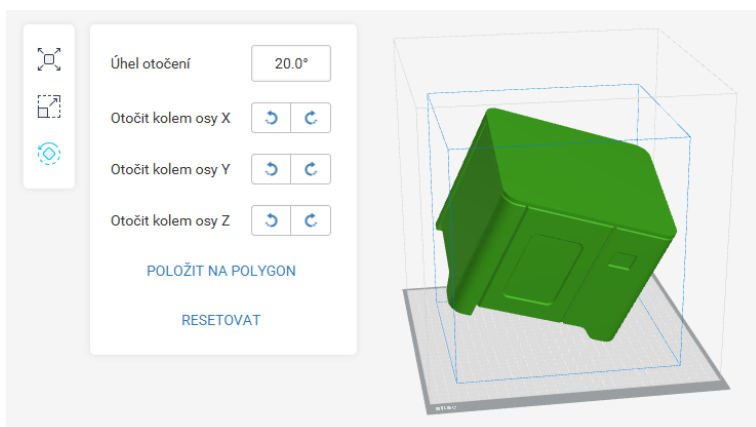 Úhel otočení
20.0°
Otočit kolem osy X
Otočit kolem osy Y
Otočit kolem osy Z
POLOŽIT NA POLYGON
RESETOVAT